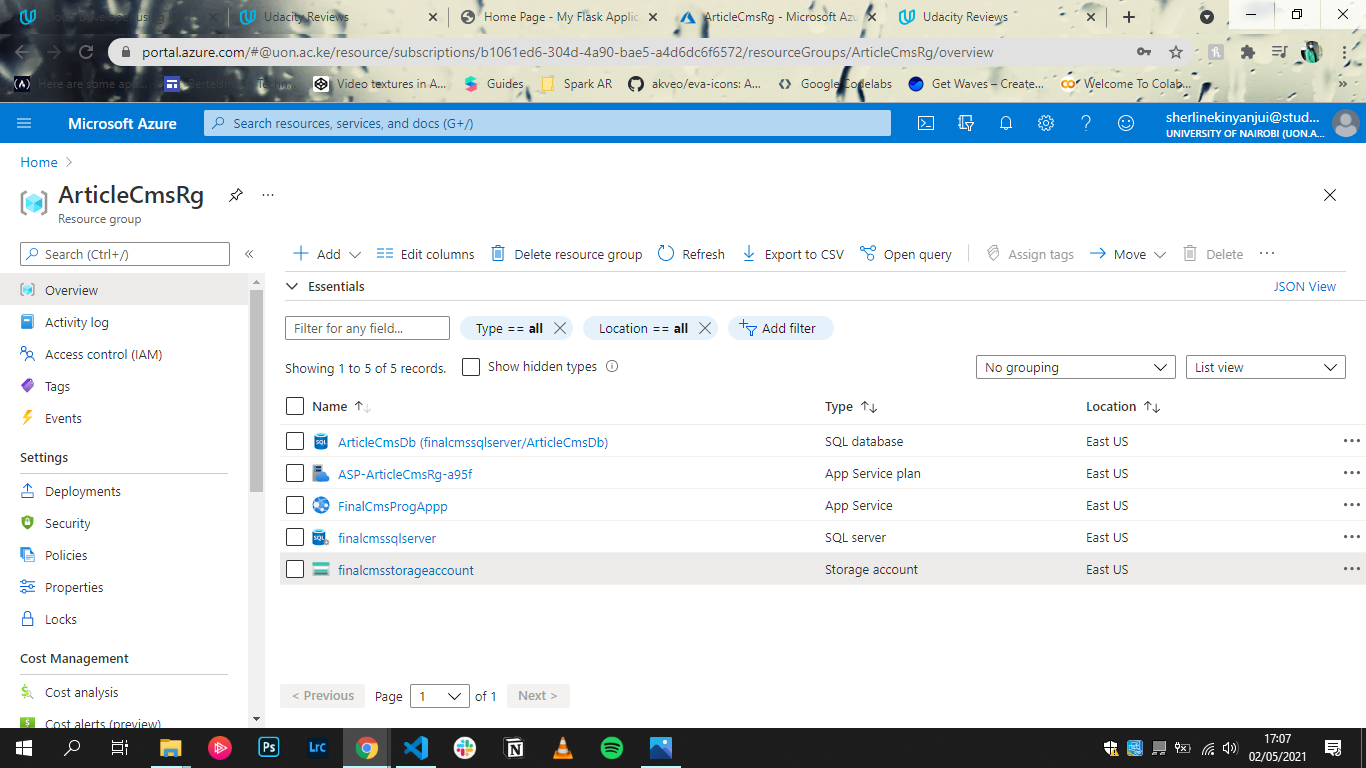 Udacity Reviews
Home Page - My Flask Applic
ArticleCmsRg - Microsoft Azu
Udacity Reviews
portal.azure.com/#@uon.ac.ke/resource/subscriptions/b1061ed6-304d-4a90-bae5-a4d6dc6f6572/resourceGroups/ArticleCmsRg/overview
Here are some app...
Video textures in A...
Guides
Spark AR
akveo/eva-icons: A...
Google Codelabs
Get Waves – Create...
Welcome To Colab...
Microsoft Azure
Search resources, services, and docs (G+/)
sherlinekinyanjui@stud...
UNIVERSITY OF NAIROBI (UON.A...
Home
ArticleCmsRg
Resource group
Search (Ctrl+/)
Add
Edit columns
Delete resource group
Refresh
Export to CSV
Open query
Assign tags
Move
Delete
Overview
Activity log
Access control (IAM)
Tags
Events
Settings
Deployments
Security
Policies
Properties
Locks
Cost Management
Cost analysis
Cost alerts (preview)
Essentials
JSON View
Filter for any field...
Type == all
Location == all
Add filter
Showing 1 to 5 of 5 records.
Show hidden types
No grouping
List view
Name
Type
Location
ArticleCmsDb (finalcmssqlserver/ArticleCmsDb)
SQL database
East US
ASP-ArticleCmsRg-a95f
App Service plan
East US
FinalCmsProgAppp
App Service
East US
finalcmssqlserver
SQL server
East US
finalcmsstorageaccount
Storage account
East US
< Previous
Page
1
of 1
Next >
Ps
Lrc
17:07
02/05/2021